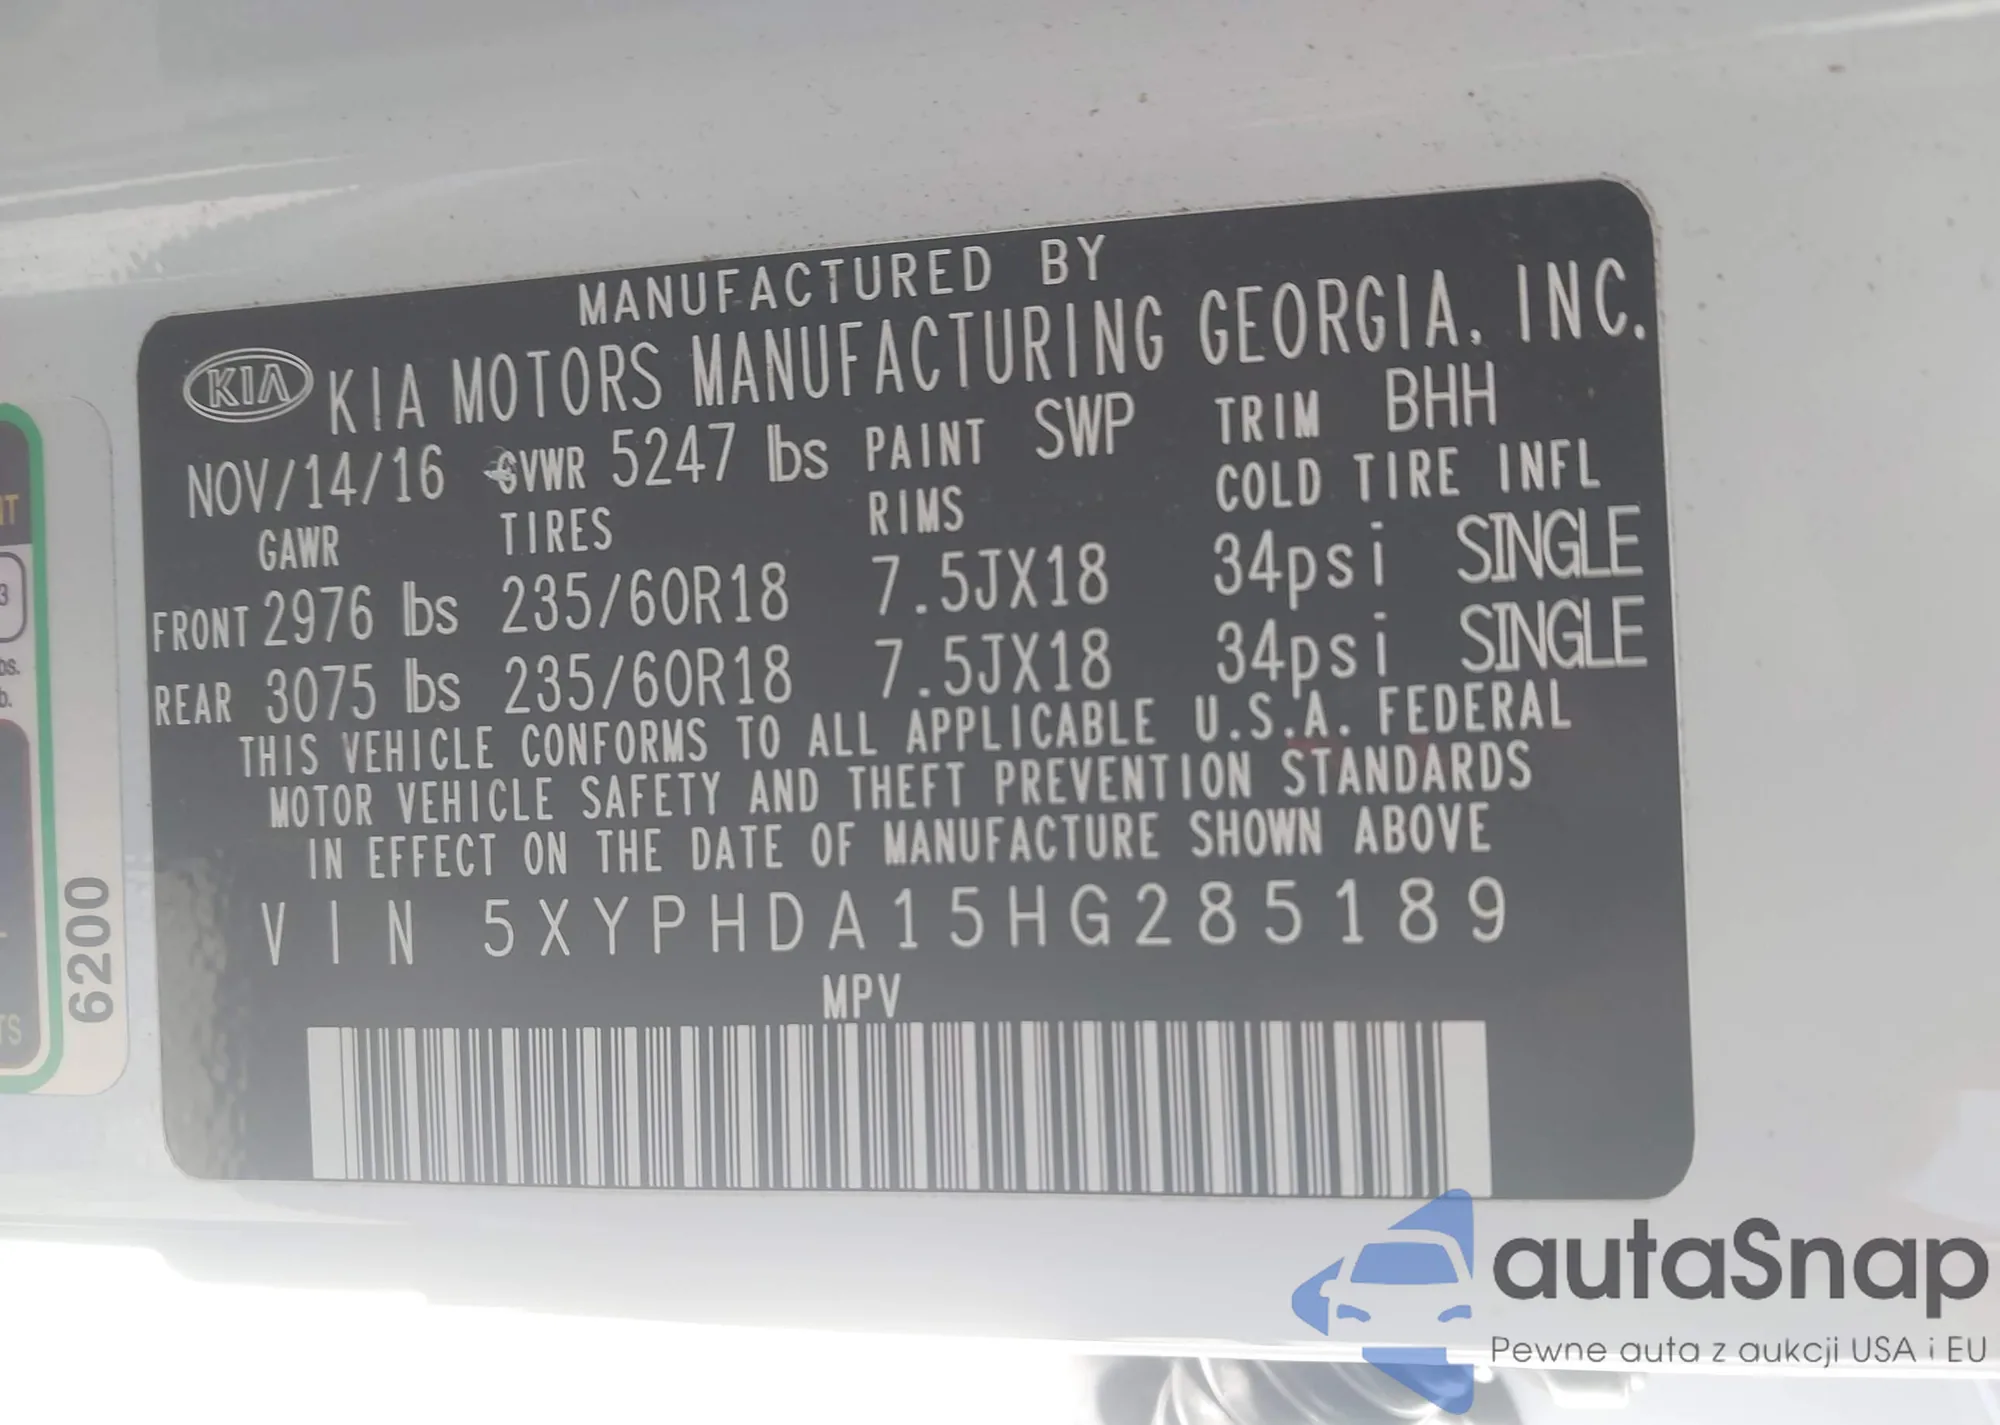 MANUFACTURED BY
KIA KIA MOTORS MANUFACTURING GEORGIA, INC.
NOV/14/16 GVWR 5247 lbs PAINT SWP TRIM BHH
GAWR TIRES RIMS COLD TIRE INFL
FRONT 2976 lbs 235/60R18 7.5JX18 34psi SINGLE
REAR 3075 lbs 235/60R18 7.5JX18 34psi SINGLE
THIS VEHICLE CONFORMS TO ALL APPLICABLE U.S.A. FEDERAL
MOTOR VEHICLE SAFETY AND THEFT PREVENTION STANDARDS
IN EFFECT ON THE DATE OF MANUFACTURE SHOWN ABOVE
VIN 5XYPHDA15HG285189
MPV
6200
autaSnap
Pewne auta z aukcji USA i EU